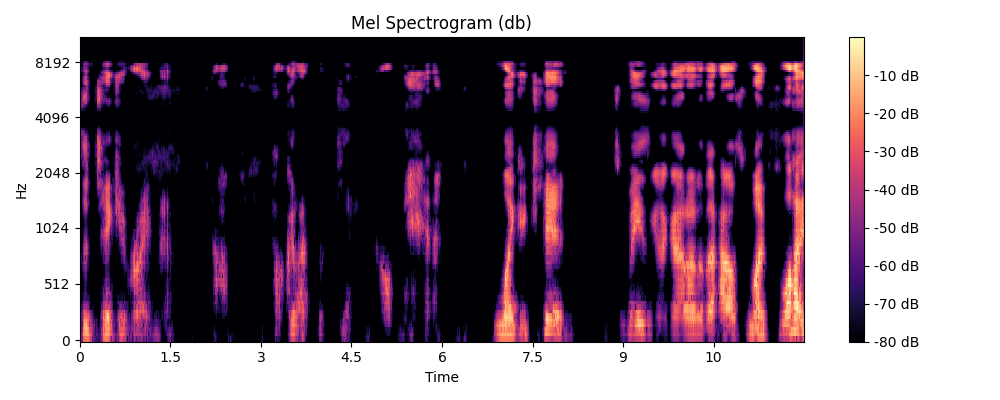 Mel Spectrogram (db)
Hz
8192
4096
2048
1024
512
0
0 1.5 3 4.5 6 7.5 9 10
Time
-10 dB
-20 dB
-30 dB
-40 dB
-50 dB
-60 dB
-70 dB
-80 dB